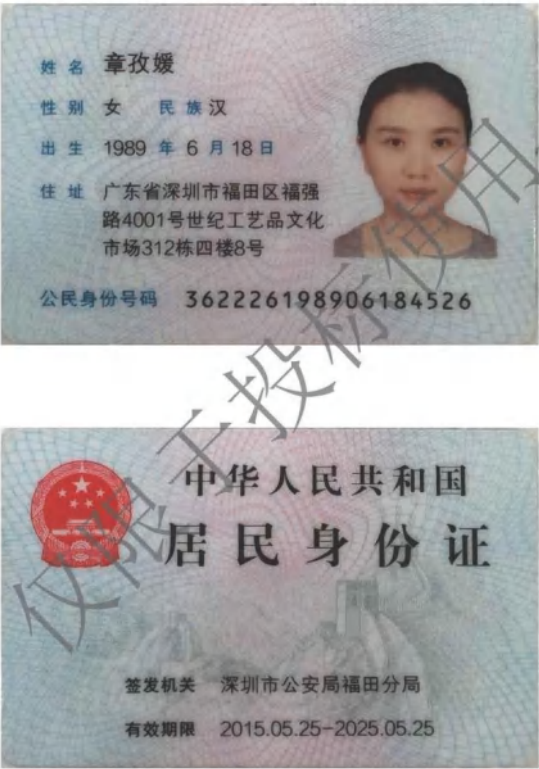 姓名 章孜媛
性别 女 民族 汉
出生 1989 年 6 月 18 日
住址 广东省深圳市福田区福强
路4001号世纪工艺品文化
市场312栋四楼8号
公民身份号码 362226198906184526
仅限于投标使用
中华人民共和国
居民身份证
签发机关 深圳市公安局福田分局
有效期限 2015.05.25-2025.05.25